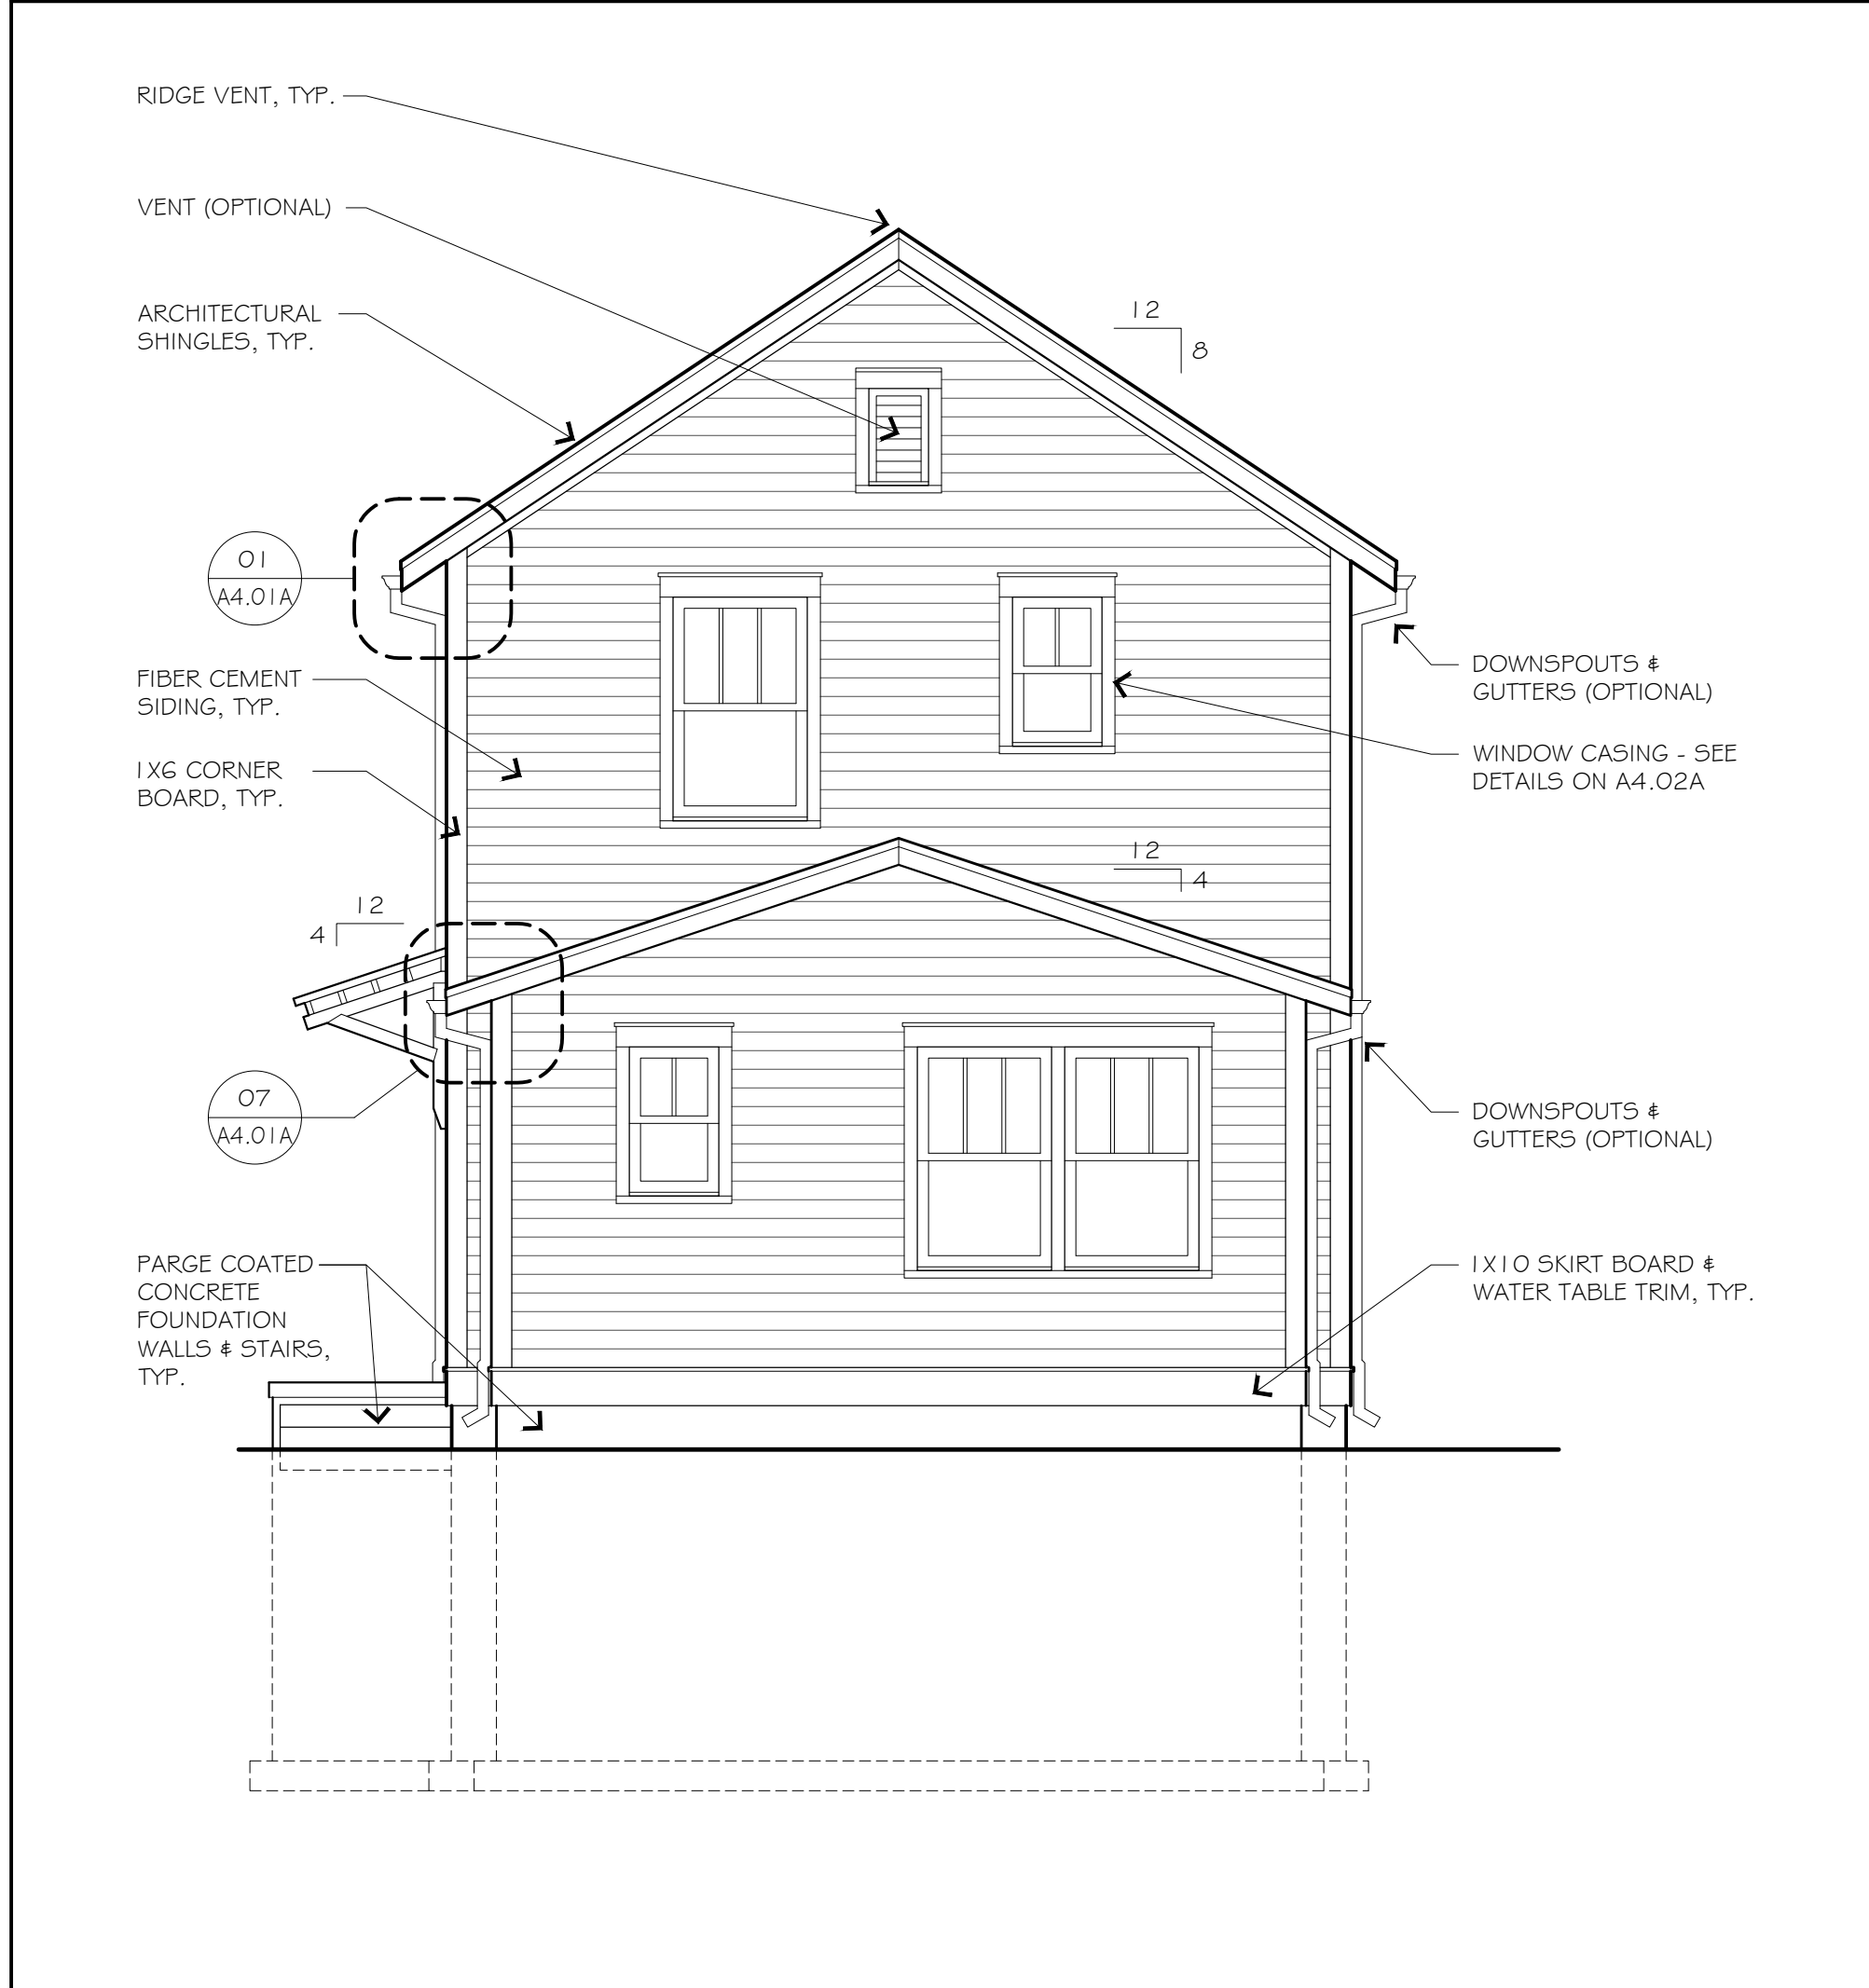 RIDGE VENT, TYP.
VENT (OPTIONAL)
ARCHITECTURAL
SHINGLES, TYP.
12
8
01
A4.01A
FIBER CEMENT
SIDING, TYP.
1X6 CORNER
BOARD, TYP.
DOWNSPOUTS &
GUTTERS (OPTIONAL)
WINDOW CASING - SEE
DETAILS ON A4.02A
12
4
12
4
07
A4.01A
DOWNSPOUTS &
GUTTERS (OPTIONAL)
PARGE COATED
CONCRETE
FOUNDATION
WALLS & STAIRS,
TYP.
1X10 SKIRT BOARD &
WATER TABLE TRIM, TYP.